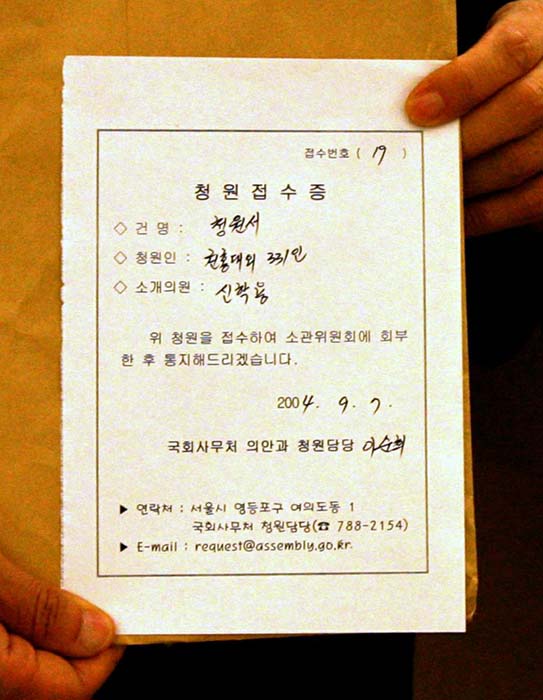 접수번호 ( 19 )
청 원 접 수 증
◇ 건 명 : 청원서
◇ 청원인 : 권홍대외 331인
◇ 소개의원 : 신학용
위 청원을 접수하여 소관위원회에 회부
한 후 통지해드리겠습니다.
2004. 9. 7.
국회사무처 의안과 청원담당 이순희
▶ 연락처 : 서울시 영등포구 여의도동 1
국회사무처 청원담당(☎ 788-2154)
▶ E-mail : request@assembly.go.kr.